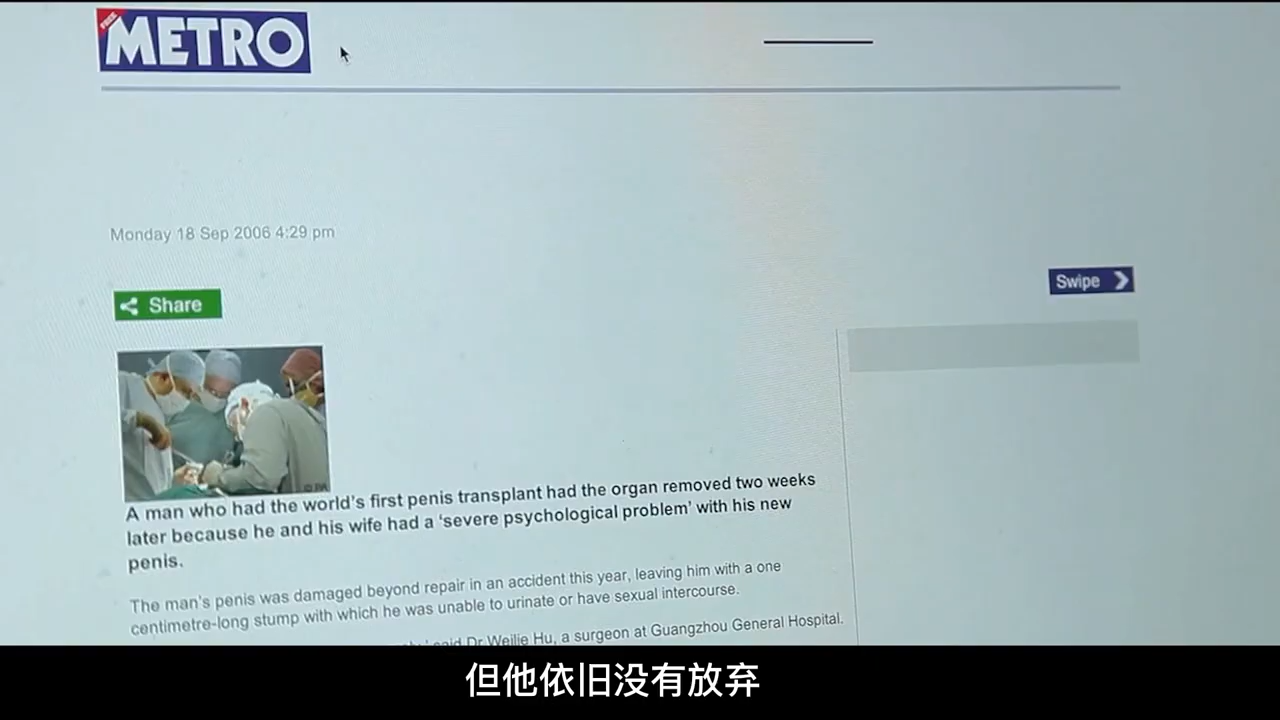 FREE
METRO
Monday 18 Sep 2006 4:29 pm
Share
Swipe
© PA
A man who had the world's first penis transplant had the organ removed two weeks
later because he and his wife had a 'severe psychological problem' with his new
penis.
The man's penis was damaged beyond repair in an accident this year, leaving him with a one
centimetre-long stump with which he was unable to urinate or have sexual intercourse.
said Dr Weilie Hu, a surgeon at Guangzhou General Hospital.
但他依旧没有放弃